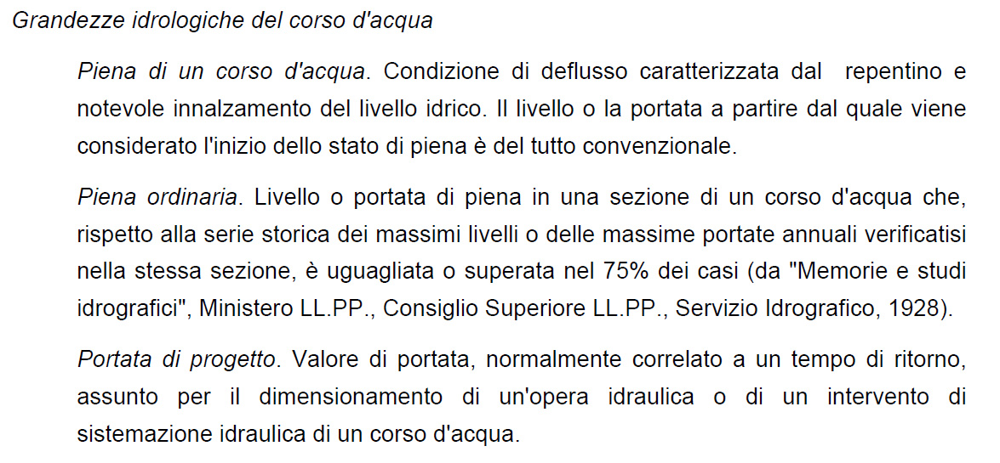 Grandezze idrologiche del corso d'acqua
Piena di un corso d'acqua. Condizione di deflusso caratterizzata dal repentino e
notevole innalzamento del livello idrico. Il livello o la portata a partire dal quale viene
considerato l'inizio dello stato di piena è del tutto convenzionale.
Piena ordinaria. Livello o portata di piena in una sezione di un corso d'acqua che,
rispetto alla serie storica dei massimi livelli o delle massime portate annuali verificatisi
nella stessa sezione, è uguagliata o superata nel 75% dei casi (da "Memorie e studi
idrografici", Ministero LL.PP., Consiglio Superiore LL.PP., Servizio Idrografico, 1928).
Portata di progetto. Valore di portata, normalmente correlato a un tempo di ritorno,
assunto per il dimensionamento di un'opera idraulica o di un intervento di
sistemazione idraulica di un corso d'acqua.